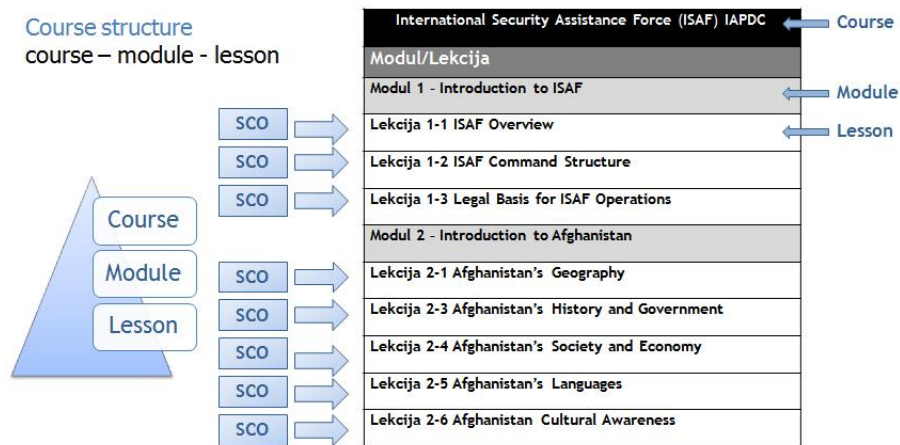 Course structure
course – module - lesson
International Security Assistance Force (ISAF) IAPDC
Course
Modul/Lekcija
Modul 1 - Introduction to ISAF
Module
SCO
Lekcija 1-1 ISAF Overview
Lesson
SCO
Lekcija 1-2 ISAF Command Structure
SCO
Lekcija 1-3 Legal Basis for ISAF Operations
Modul 2 - Introduction to Afghanistan
SCO
Lekcija 2-1 Afghanistan's Geography
SCO
Lekcija 2-3 Afghanistan's History and Government
SCO
Lekcija 2-4 Afghanistan's Society and Economy
SCO
Lekcija 2-5 Afghanistan's Languages
SCO
Lekcija 2-6 Afghanistan Cultural Awareness
Course
Module
Lesson